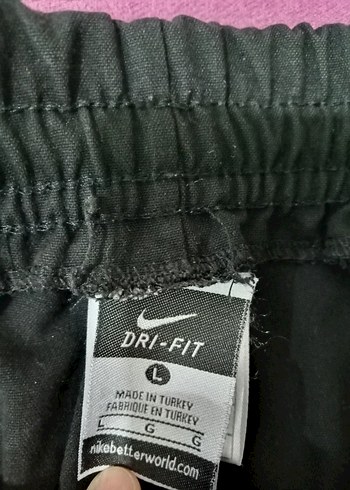 DRI-FIT
L
MADE IN TURKEY
FABRIQUE EN TURKEY
L G G
nikebetterworld.com